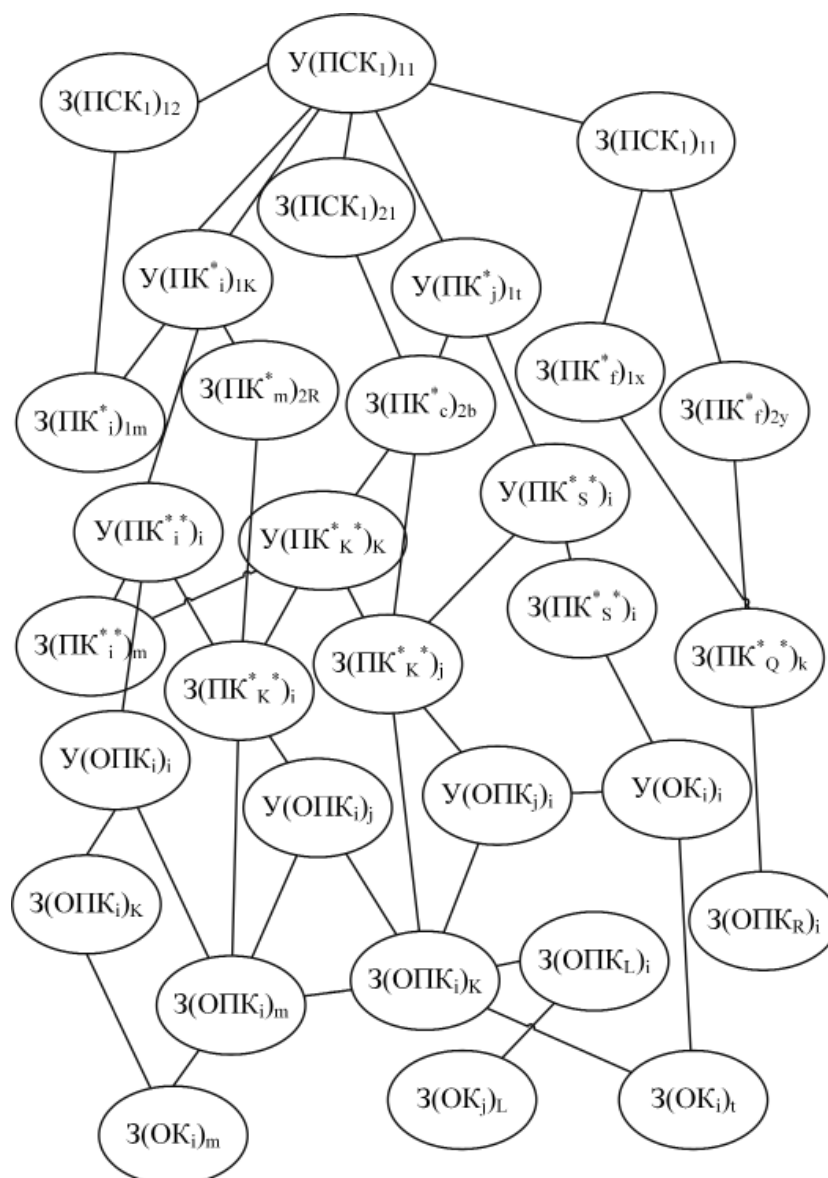 У(ПСК₁)₁₁
З(ПСК₁)₁₂
З(ПСК₁)₁₁
З(ПСК₁)₂₁
У(ПК*ᵢ)₁K
У(ПК*ⱼ)₁t
З(ПК*f)₁x
З(ПК*m)₂R
З(ПК*c)₂b
З(ПК*f)₂y
З(ПК*ᵢ)₁m
У(ПК*S*)ᵢ
У(ПК*ᵢ*)ᵢ
У(ПК*K*)K
З(ПК*S*)ᵢ
З(ПК*ᵢ*)m
З(ПК*K*)ⱼ
З(ПК*Q*)k
З(ПК*K*)ᵢ
У(ОПКᵢ)ᵢ
У(ОПКᵢ)ⱼ
У(ОПКⱼ)ᵢ
У(ОКᵢ)ᵢ
З(ОПКᵢ)K
З(ОПКR)ᵢ
З(ОПКL)ᵢ
З(ОПКᵢ)K
З(ОПКᵢ)m
З(ОКⱼ)L
З(ОКᵢ)t
З(ОКᵢ)m